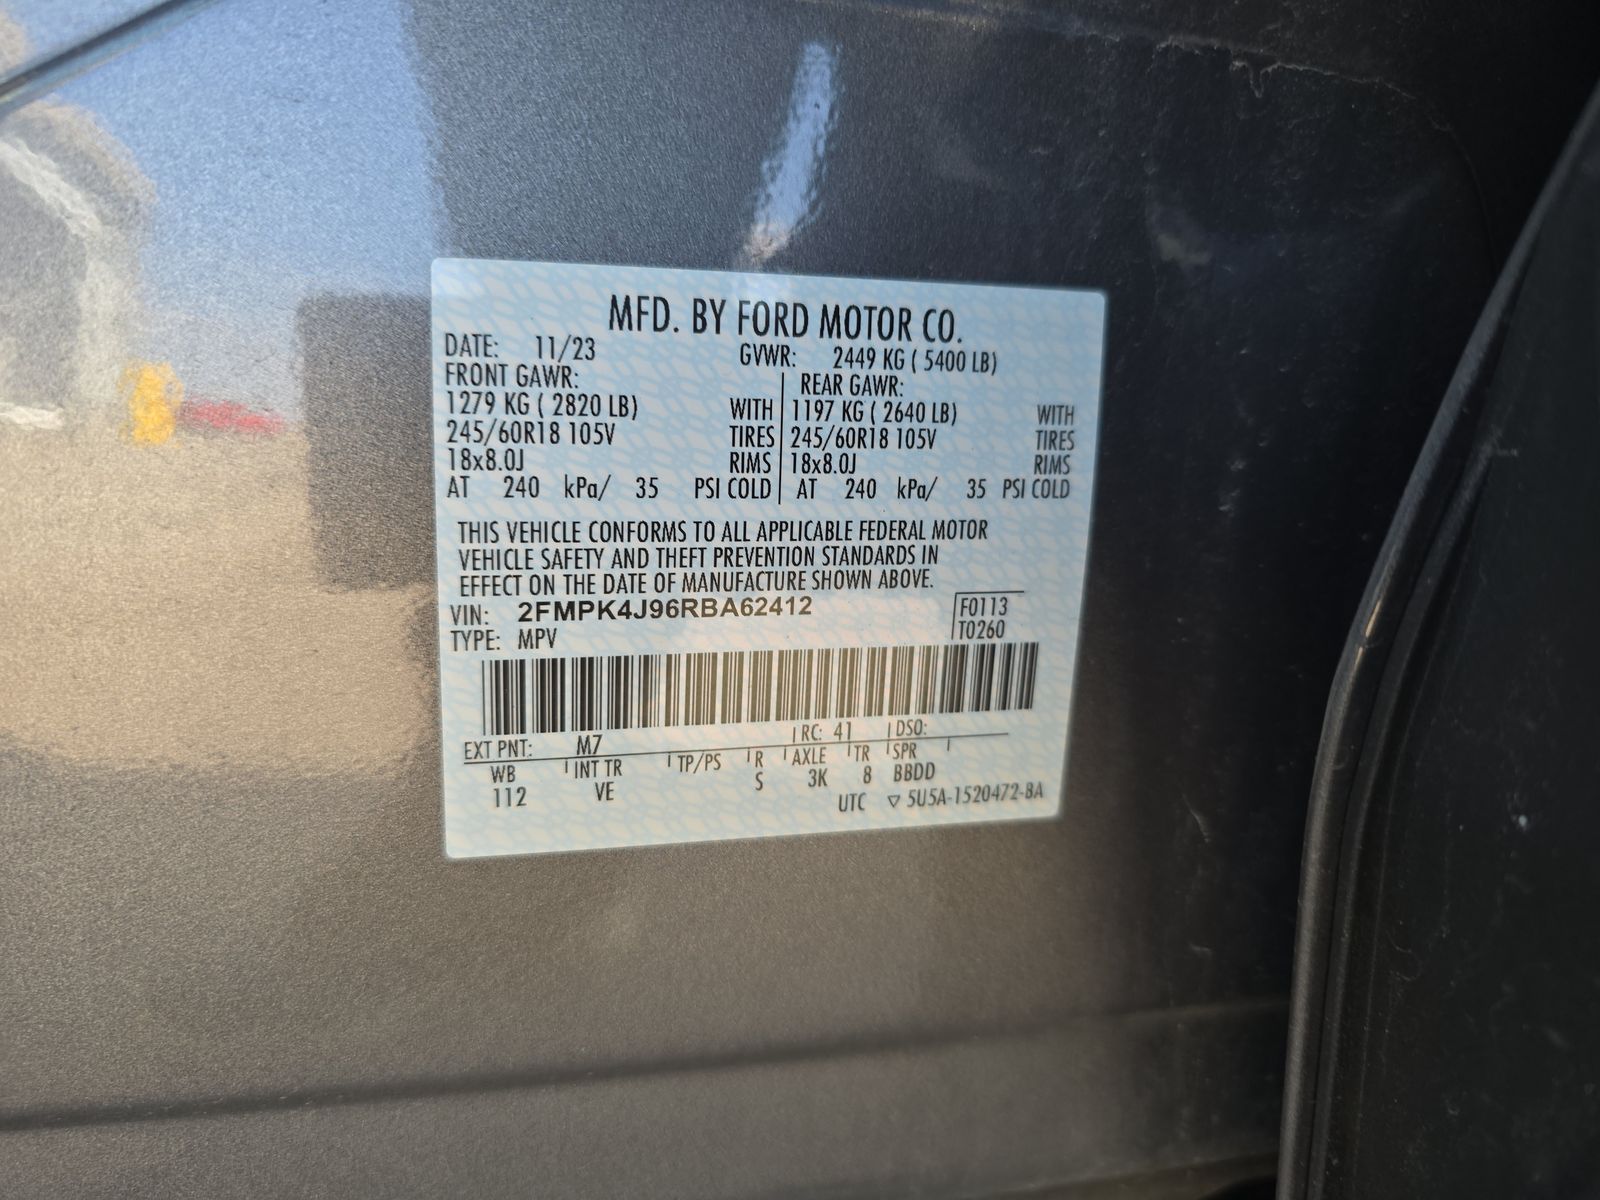 MFD. BY FORD MOTOR CO.
DATE: 11/23 GVWR: 2449 KG ( 5400 LB)
FRONT GAWR: REAR GAWR:
1279 KG ( 2820 LB) WITH 1197 KG ( 2640 LB) WITH
245/60R18 105V TIRES 245/60R18 105V TIRES
18x8.0J RIMS 18x8.0J RIMS
AT 240 kPa/ 35 PSI COLD AT 240 kPa/ 35 PSI COLD
THIS VEHICLE CONFORMS TO ALL APPLICABLE FEDERAL MOTOR
VEHICLE SAFETY AND THEFT PREVENTION STANDARDS IN
EFFECT ON THE DATE OF MANUFACTURE SHOWN ABOVE.
VIN: 2FMPK4J96RBA62412 F0113
TYPE: MPV T0260
EXT PNT: M7 RC: 41 DSO:
WB INT TR TP/PS R AXLE TR SPR
112 VE S 3K 8 BBDD
UTC ▽ 5U5A-1520472-BA